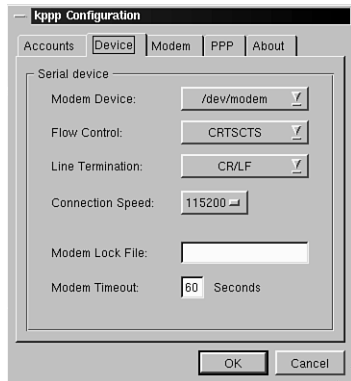 kppp Configuration
Accounts Device Modem PPP About
Serial device
Modem Device: /dev/modem
Flow Control: CRTSCTS
Line Termination: CR/LF
Connection Speed: 115200
Modem Lock File:
Modem Timeout: 60 Seconds
OK Cancel